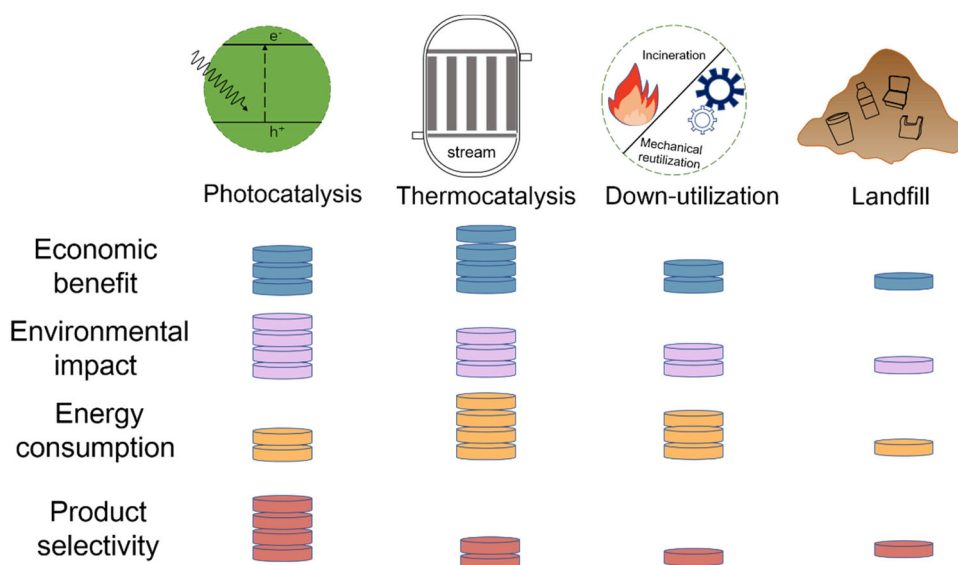 e-
h+
stream
Incineration
Mechanical
reutilization
Photocatalysis
Thermocatalysis
Down-utilization
Landfill
Economic
benefit
Environmental
impact
Energy
consumption
Product
selectivity